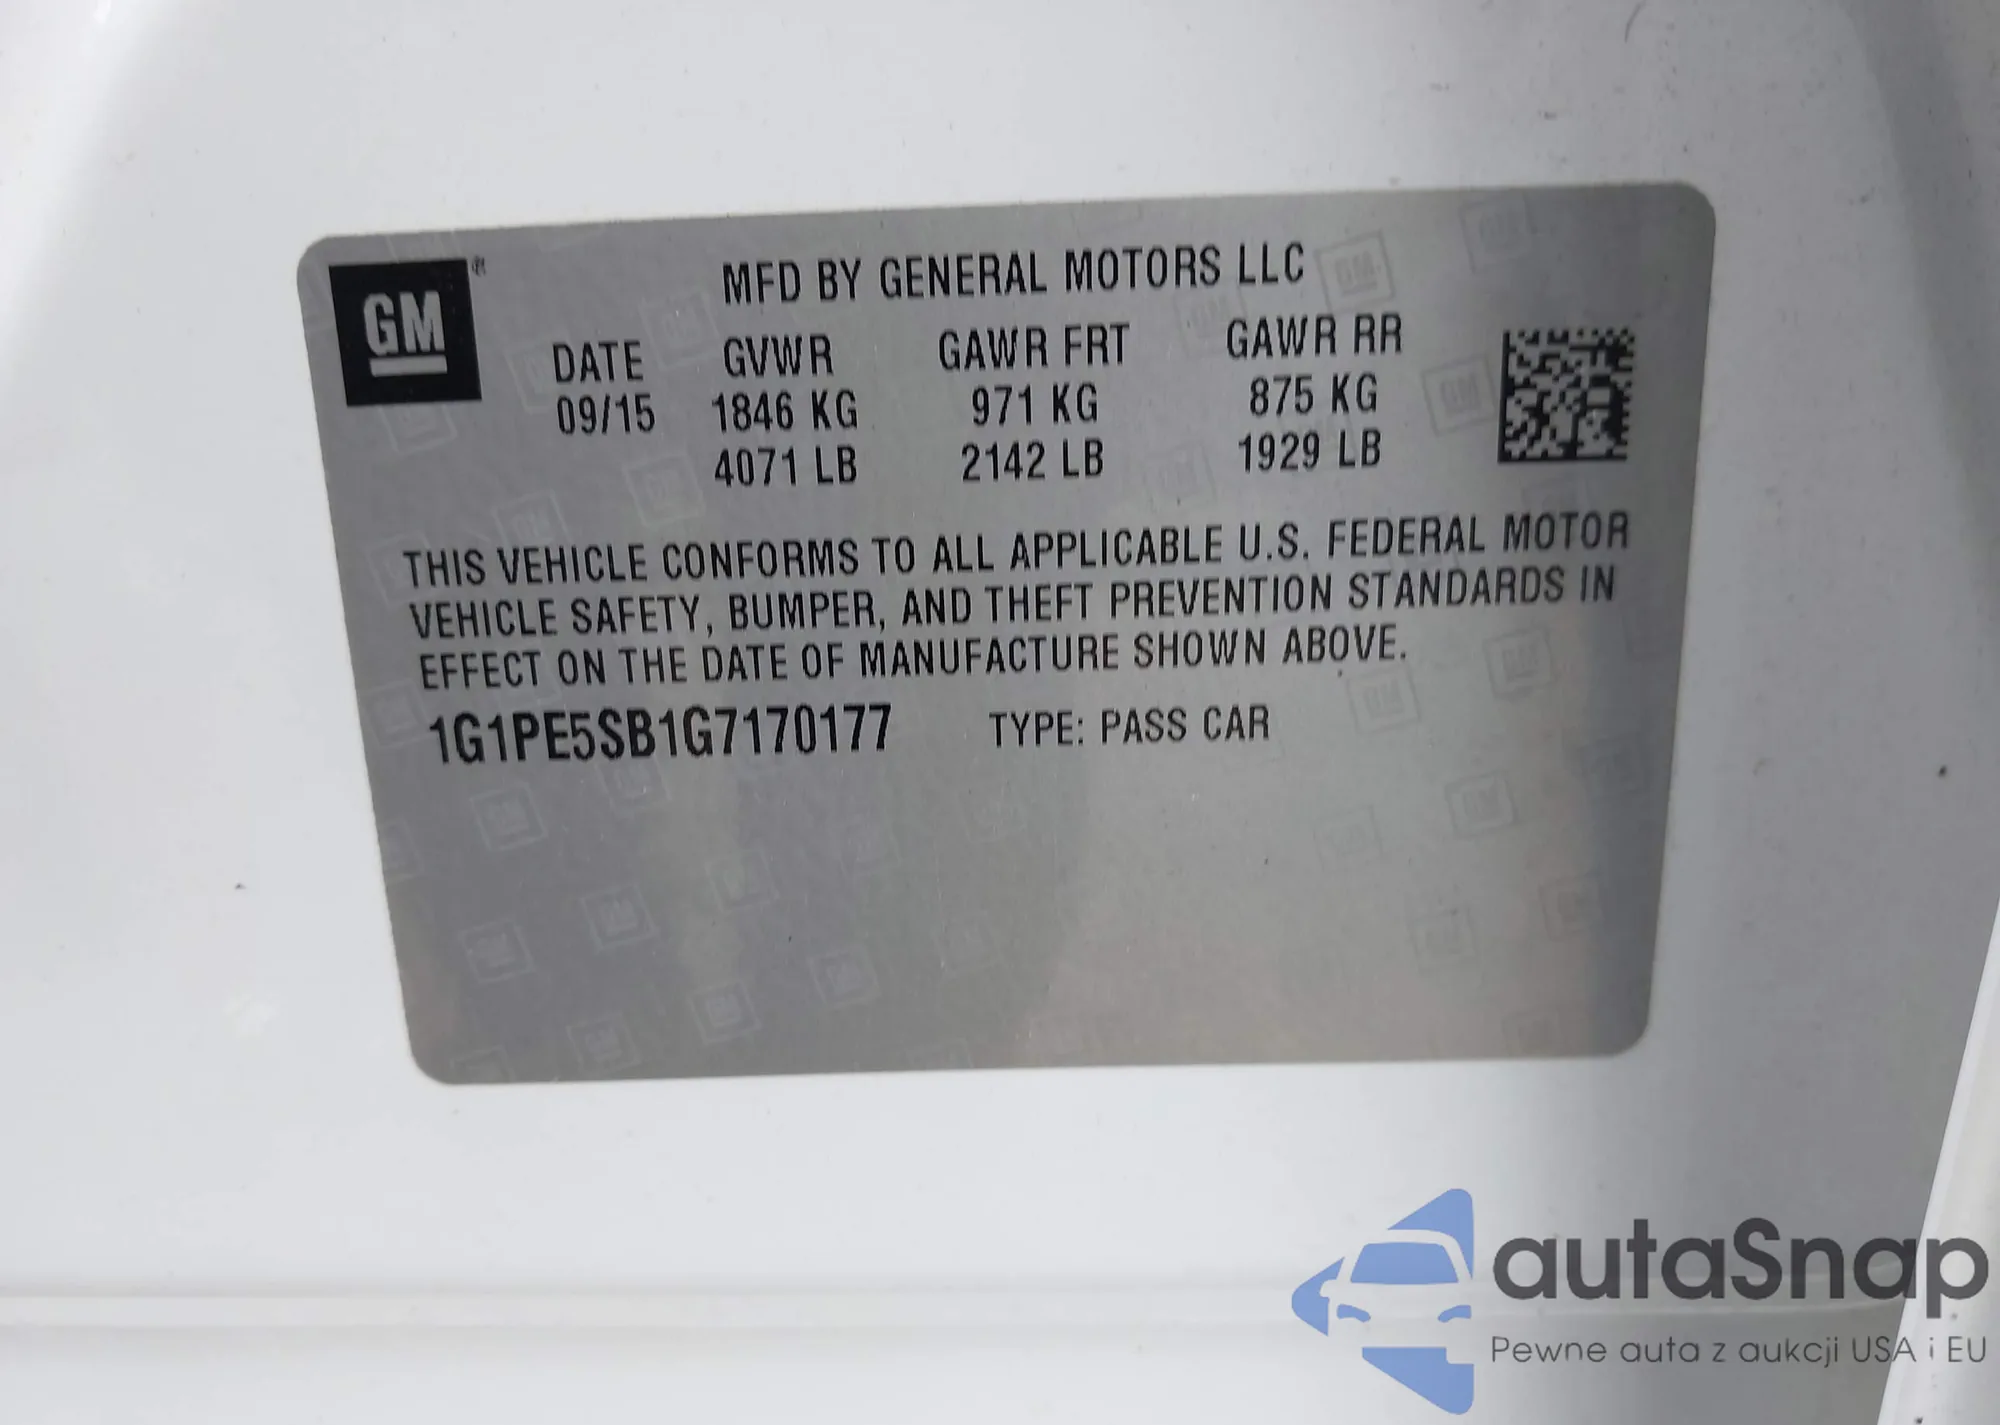 GM®
MFD BY GENERAL MOTORS LLC
DATE GVWR GAWR FRT GAWR RR
09/15 1846 KG 971 KG 875 KG
4071 LB 2142 LB 1929 LB
THIS VEHICLE CONFORMS TO ALL APPLICABLE U.S. FEDERAL MOTOR
VEHICLE SAFETY, BUMPER, AND THEFT PREVENTION STANDARDS IN
EFFECT ON THE DATE OF MANUFACTURE SHOWN ABOVE.
1G1PE5SB1G7170177 TYPE: PASS CAR
autaSnap
Pewne auta z aukcji USA i EU